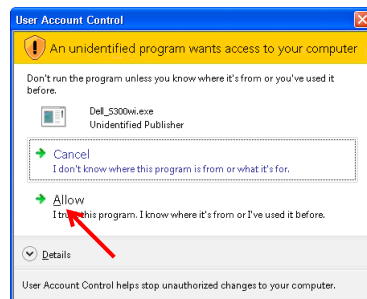 User Account Control
An unidentified program wants access to your computer
Don't run the program unless you know where it's from or you've used it
before.
Dell_S300wi.exe
Unidentified Publisher
Cancel
I don't know where this program is from or what it's for.
Allow
I trust this program. I know where it's from or I've used it before.
Details
User Account Control helps stop unauthorized changes to your computer.